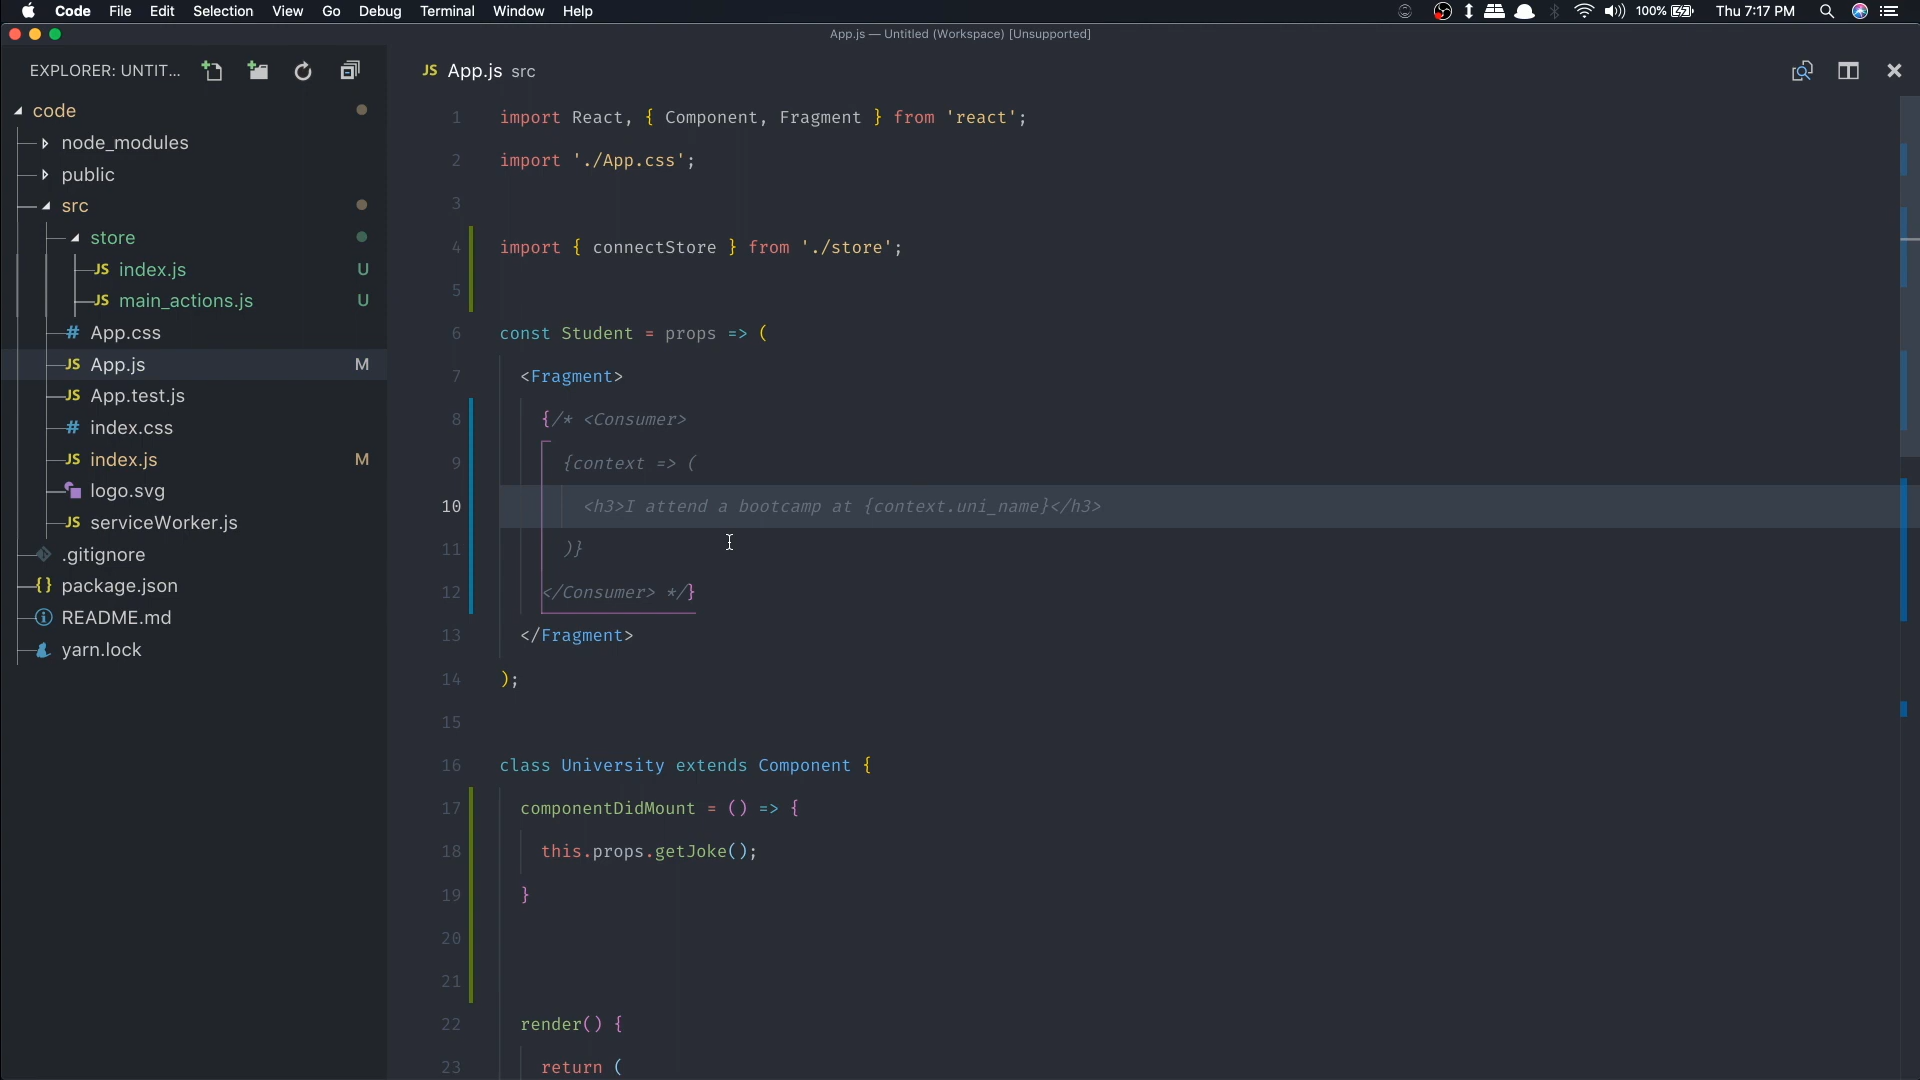 Code File Edit Selection View Go Debug Terminal Window Help 100% Thu 7:17 PM
App.js — Untitled (Workspace) [Unsupported]
EXPLORER: UNTIT...
code
node_modules
public
src
store
JS index.js U
JS main_actions.js U
# App.css
JS App.js M
JS App.test.js
# index.css
JS index.js M
logo.svg
JS serviceWorker.js
.gitignore
{} package.json
README.md
yarn.lock
JS App.js src
1 import React, { Component, Fragment } from 'react';
2 import './App.css';
3
4 import { connectStore } from './store';
5
6 const Student = props => (
7 <Fragment>
8 {/* <Consumer>
9 {context => (
10 <h3>I attend a bootcamp at {context.uni_name}</h3>
11 )}
12 </Consumer> */}
13 </Fragment>
14 );
15
16 class University extends Component {
17 componentDidMount = () => {
18 this.props.getJoke();
19 }
20
21
22 render() {
23 return (